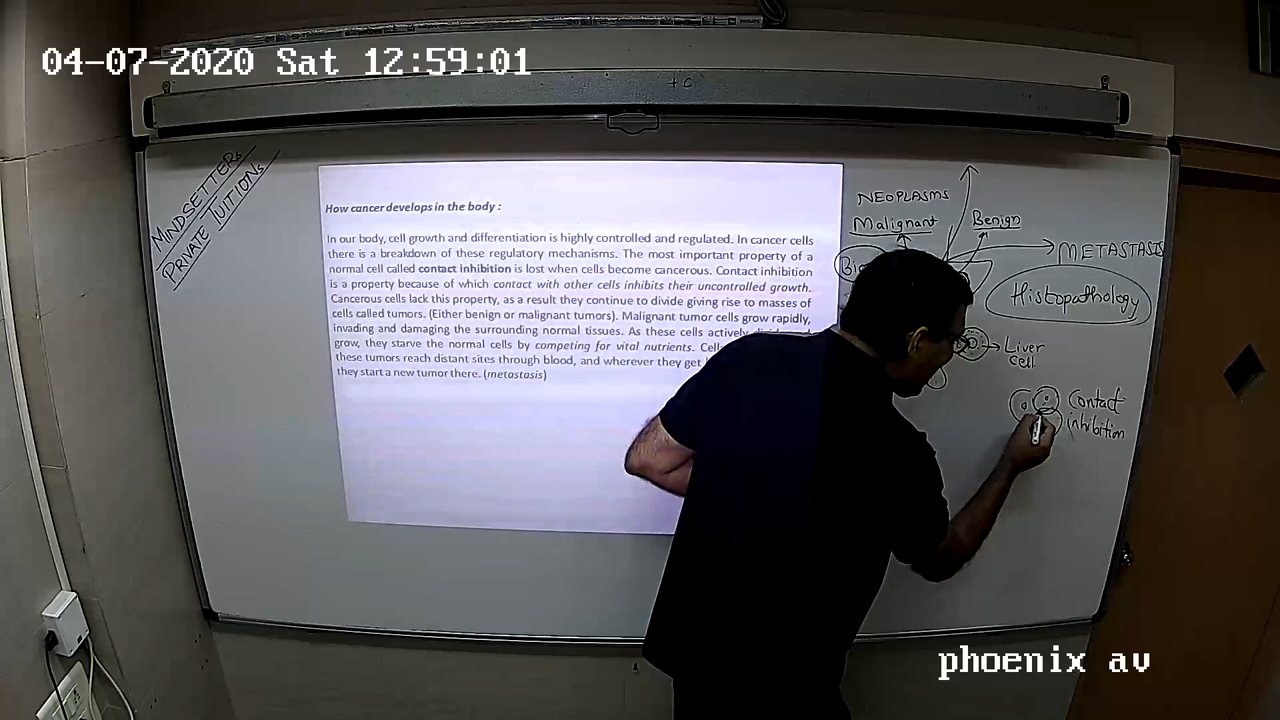 04-07-2020 Sat 12:59:01
+C
MINDSETTERS
PRIVATE TUITIONS
How cancer develops in the body :
In our body, cell growth and differentiation is highly controlled and regulated. In cancer cells
there is a breakdown of these regulatory mechanisms. The most important property of a
normal cell called contact inhibition is lost when cells become cancerous. Contact inhibition
is a property because of which contact with other cells inhibits their uncontrolled growth.
Cancerous cells lack this property, as a result they continue to divide giving rise to masses of
cells called tumors. (Either benign or malignant tumors). Malignant tumor cells grow rapidly,
invading and damaging the surrounding normal tissues. As these cells actively
grow, they starve the normal cells by competing for vital nutrients.
these tumors reach distant sites through blood, and wherever they get
they start a new tumor there. (metastasis)
NEOPLASMS
Malignant
Benign
METASTASIS
Histopathology
Liver
cell
Contact
inhibition
phoenix av